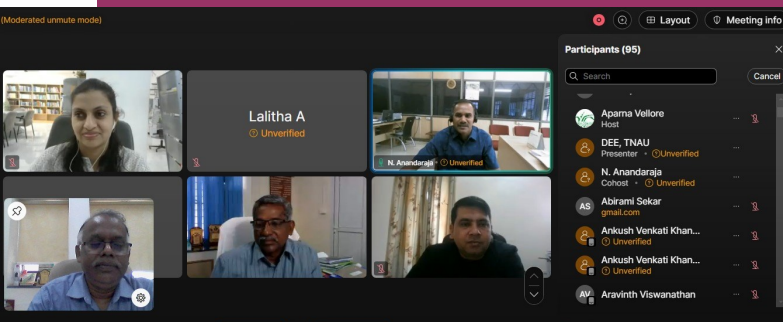 (Moderated unmute mode)
Layout
Meeting info
Participants (95)
Search
Cancel
Lalitha A
Unverified
N. Anandaraja • Unverified
Aparna Vellore
Host
DEE, TNAU
Presenter • Unverified
N. Anandaraja
Cohost • Unverified
AS
Abirami Sekar
gmail.com
Ankush Venkati Khan...
Unverified
Ankush Venkati Khan...
Unverified
AV
Aravinth Viswanathan